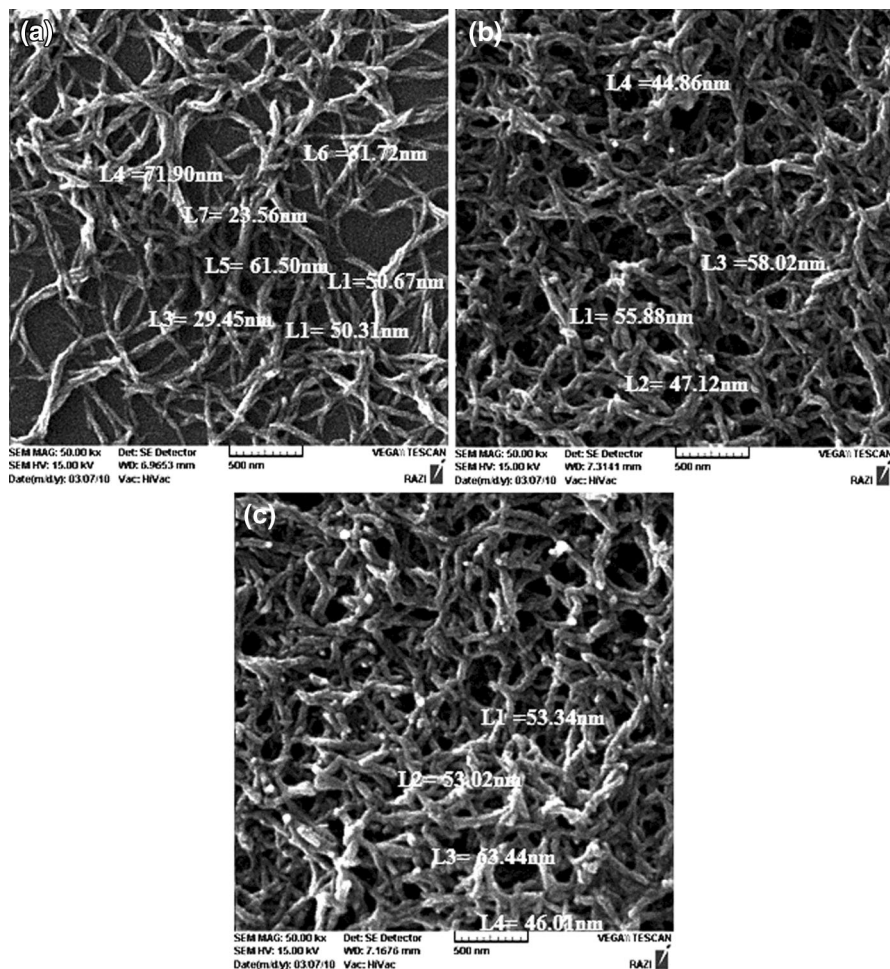 (a)
L6 =31.72nm
L4 =71.90nm
L7= 23.56nm
L5= 61.50nm
L1=50.67nm
L3= 29.45nm
L1= 50.31nm
SEM MAG: 50.00 kx Det: SE Detector
SEM HV: 15.00 kV WD: 6.9653 mm
Date(m/d/y): 03/07/10 Vac: HiVac
500 nm
VEGA\\ TESCAN
RAZI
(b)
L4 =44.86nm
L3 =58.02nm
L1= 55.88nm
L2= 47.12nm
SEM MAG: 50.00 kx Det: SE Detector
SEM HV: 15.00 kV WD: 7.3141 mm
Date(m/d/y): 03/07/10 Vac: HiVac
500 nm
VEGA\\ TESCAN
RAZI
(c)
L1 =53.34nm
L2= 53.02nm
L3= 63.44nm
L4= 46.01nm
SEM MAG: 50.00 kx Det: SE Detector
SEM HV: 15.00 kV WD: 7.1676 mm
Date(m/d/y): 03/07/10 Vac: HiVac
500 nm
VEGA\\ TESCAN
RAZI